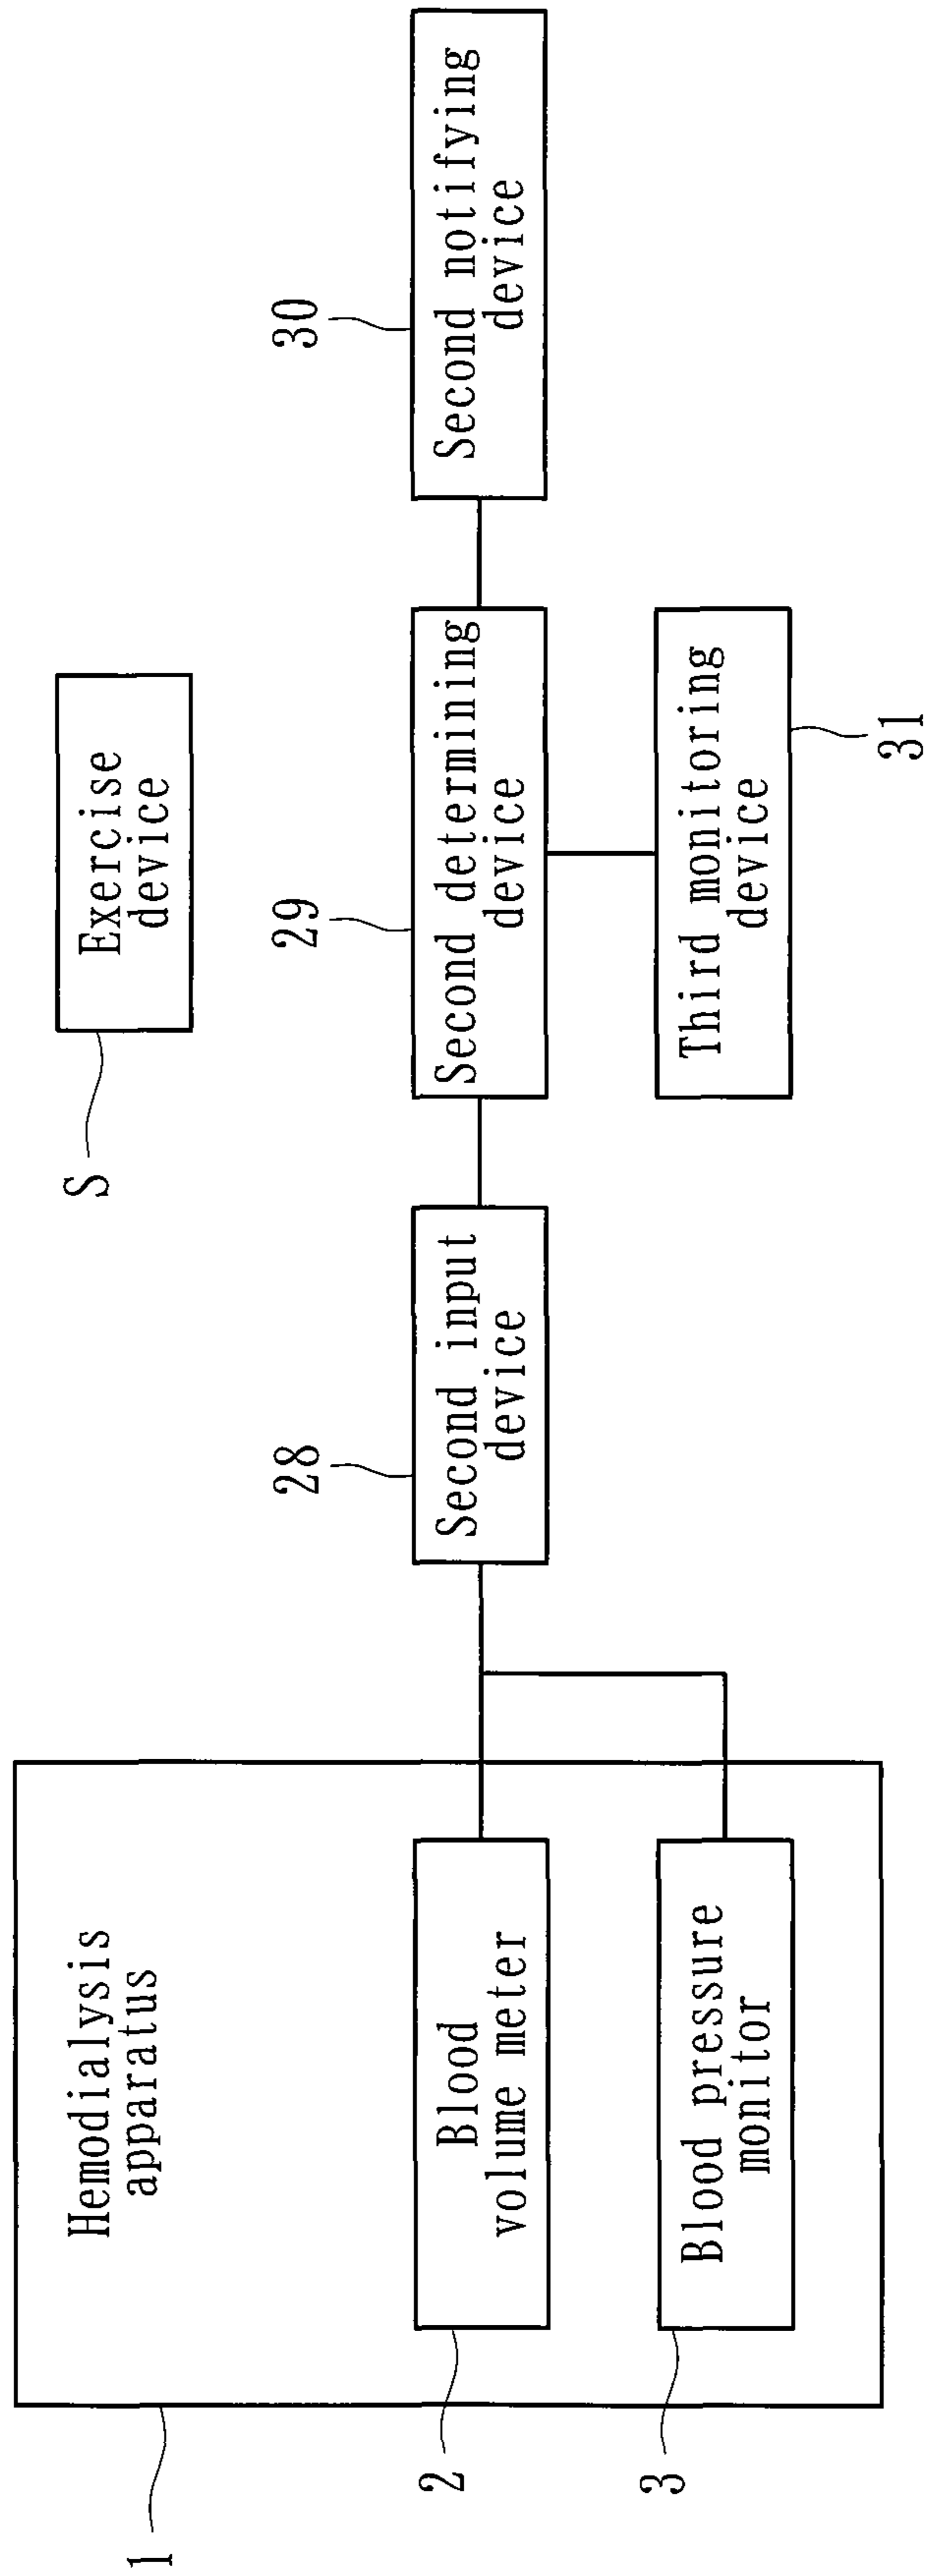 1
Hemodialysis
apparatus
2
Blood
volume meter
3
Blood pressure
monitor
28
Second input
device
S
Exercise
device
29
Second determining
device
Third monitoring
device
31
30
Second notifying
device